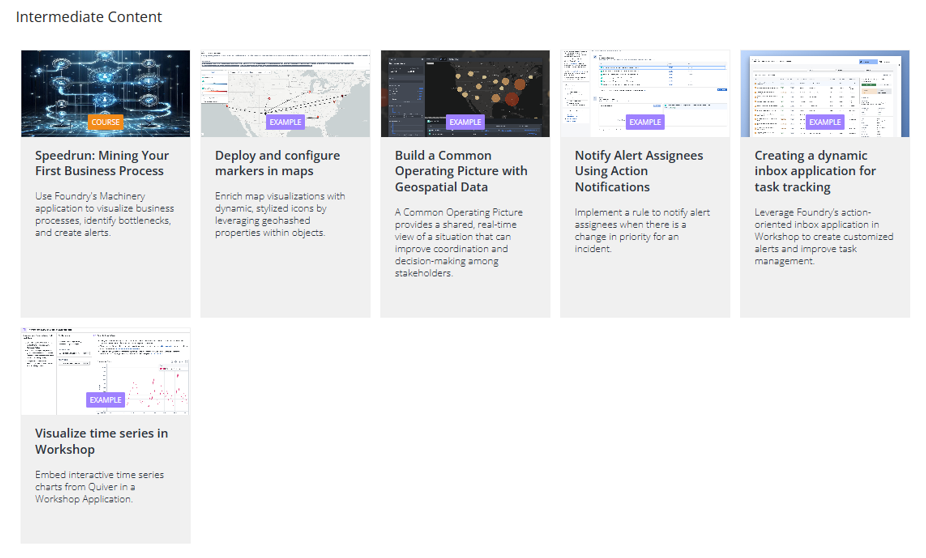 Intermediate Content
COURSE
Speedrun: Mining Your
First Business Process
Use Foundry's Machinery
application to visualize business
processes, identify bottlenecks,
and create alerts.
EXAMPLE
Deploy and configure
markers in maps
Enrich map visualizations with
dynamic, stylized icons by
leveraging geohashed
properties within objects.
EXAMPLE
Build a Common
Operating Picture with
Geospatial Data
A Common Operating Picture
provides a shared, real-time
view of a situation that can
improve coordination and
decision-making among
stakeholders.
EXAMPLE
Notify Alert Assignees
Using Action
Notifications
Implement a rule to notify alert
assignees when there is a
change in priority for an
incident.
EXAMPLE
Creating a dynamic
inbox application for
task tracking
Leverage Foundry's action-
oriented inbox application in
Workshop to create customized
alerts and improve task
management.
EXAMPLE
Visualize time series in
Workshop
Embed interactive time series
charts from Quiver in a
Workshop Application.